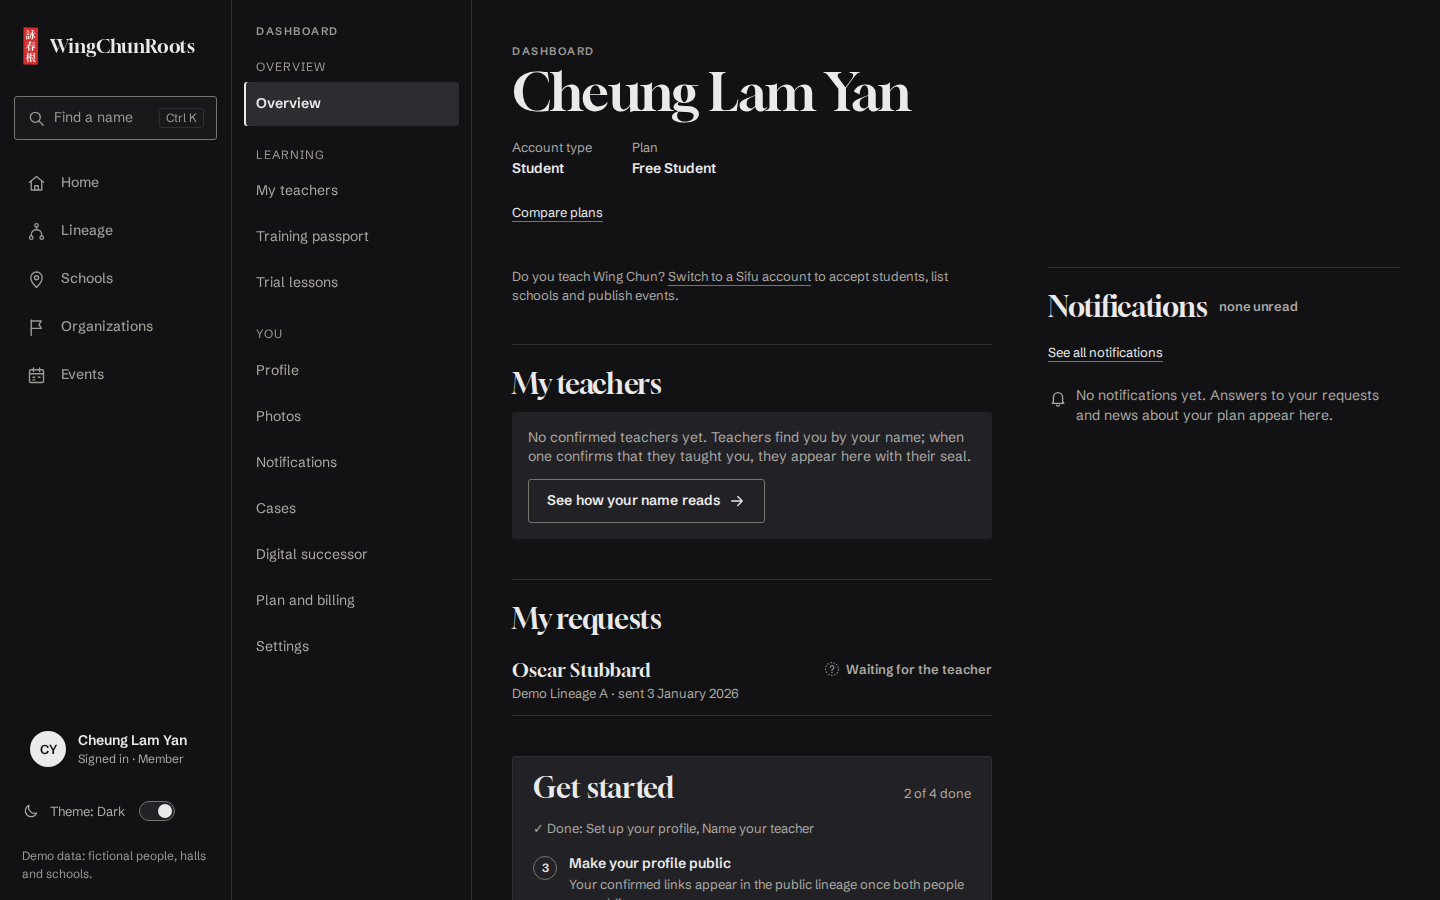 詠春根
WingChunRoots
Find a name
Ctrl K
Home
Lineage
Schools
Organizations
Events
CY
Cheung Lam Yan
Signed in · Member
Theme: Dark
Demo data: fictional people, halls
and schools.
DASHBOARD
OVERVIEW
Overview
LEARNING
My teachers
Training passport
Trial lessons
YOU
Profile
Photos
Notifications
Cases
Digital successor
Plan and billing
Settings
DASHBOARD
Cheung Lam Yan
Account type
Student
Plan
Free Student
Compare plans
Do you teach Wing Chun? Switch to a Sifu account to accept students, list
schools and publish events.
My teachers
No confirmed teachers yet. Teachers find you by your name; when
one confirms that they taught you, they appear here with their seal.
See how your name reads →
My requests
Oscar Stubbard
Waiting for the teacher
Demo Lineage A · sent 3 January 2026
Get started
2 of 4 done
✓ Done: Set up your profile, Name your teacher
3
Make your profile public
Your confirmed links appear in the public lineage once both people
Notifications
none unread
See all notifications
No notifications yet. Answers to your requests
and news about your plan appear here.